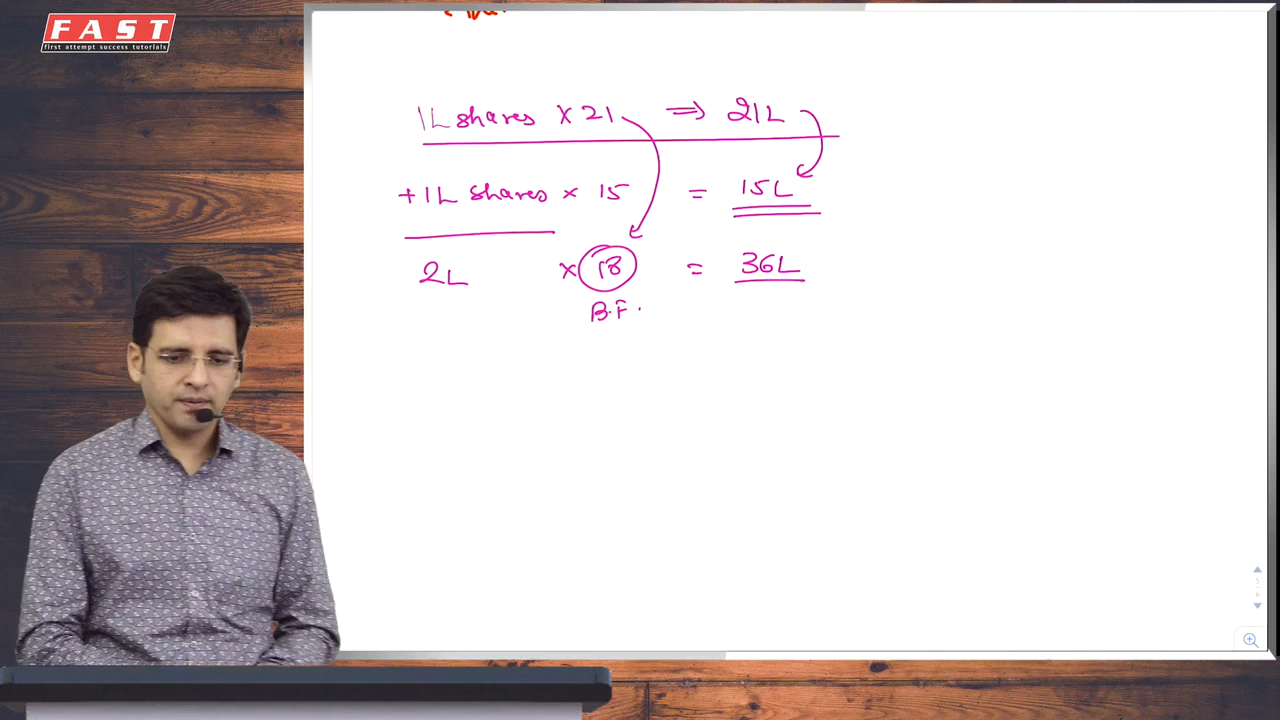 FAST
first attempt success tutorials
1L shares × 21 ⇒ 21L
+1L shares × 15 = 15L
2L × 18 = 36L
B.F.